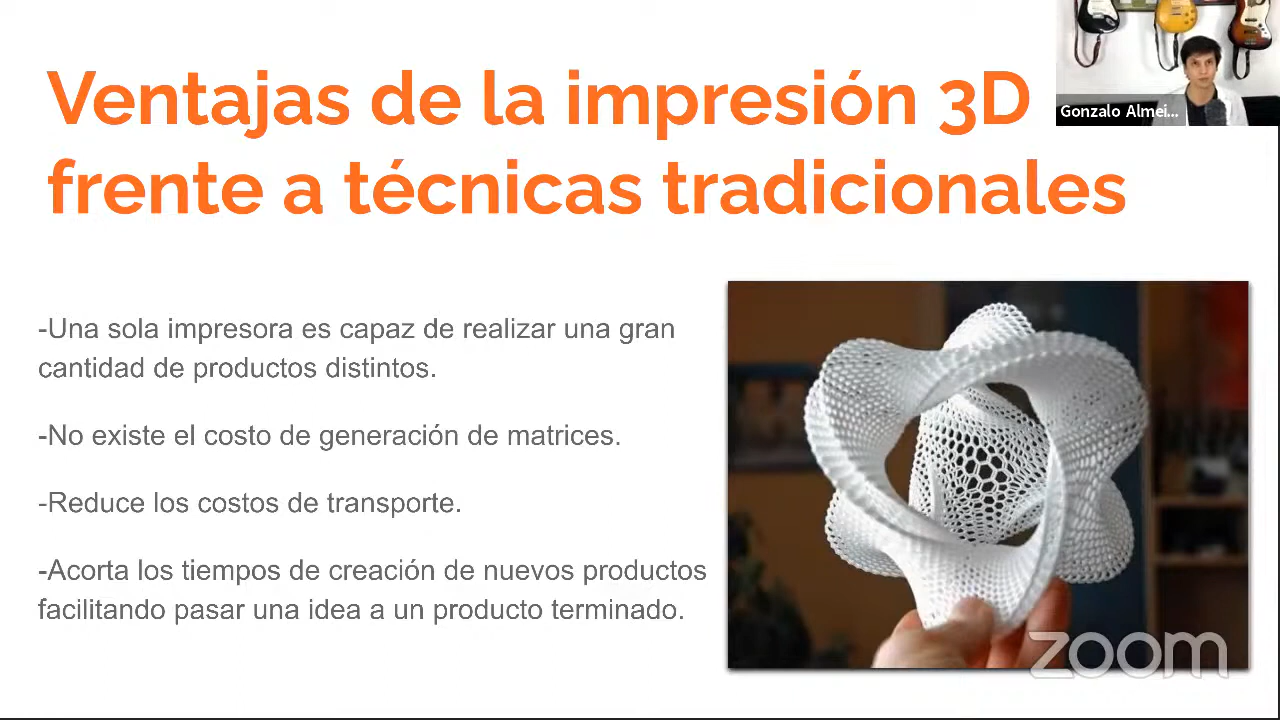 Ventajas de la impresión 3D
frente a técnicas tradicionales
Gonzalo Almei...
-Una sola impresora es capaz de realizar una gran
cantidad de productos distintos.
-No existe el costo de generación de matrices.
-Reduce los costos de transporte.
-Acorta los tiempos de creación de nuevos productos
facilitando pasar una idea a un producto terminado.
zoom